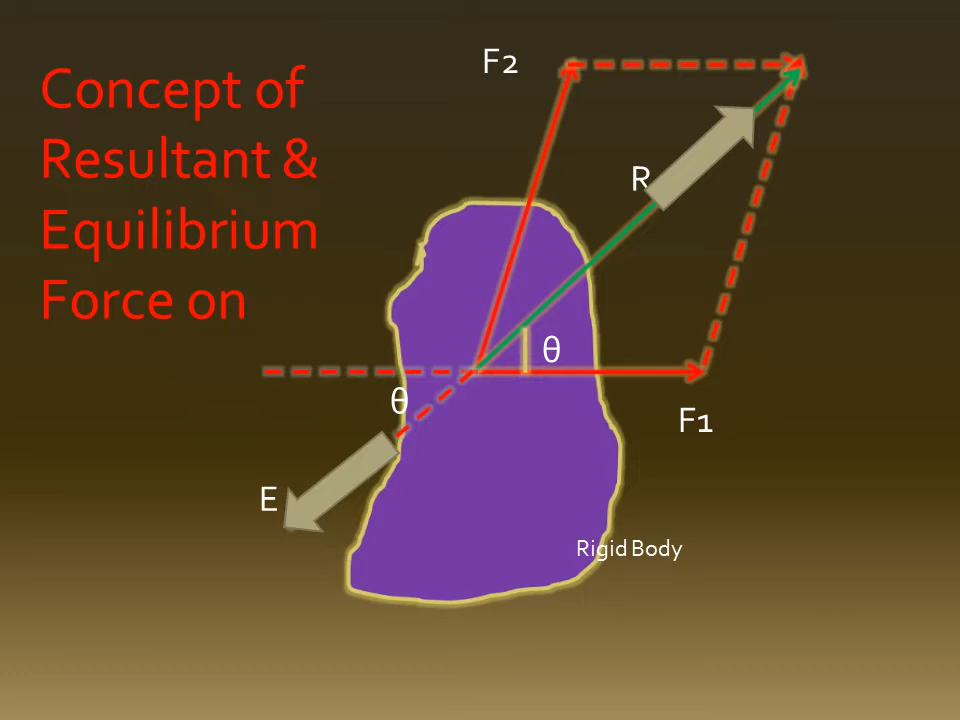 Concept of
Resultant &
Equilibrium
Force on
F2
R
θ
θ
F1
E
Rigid Body